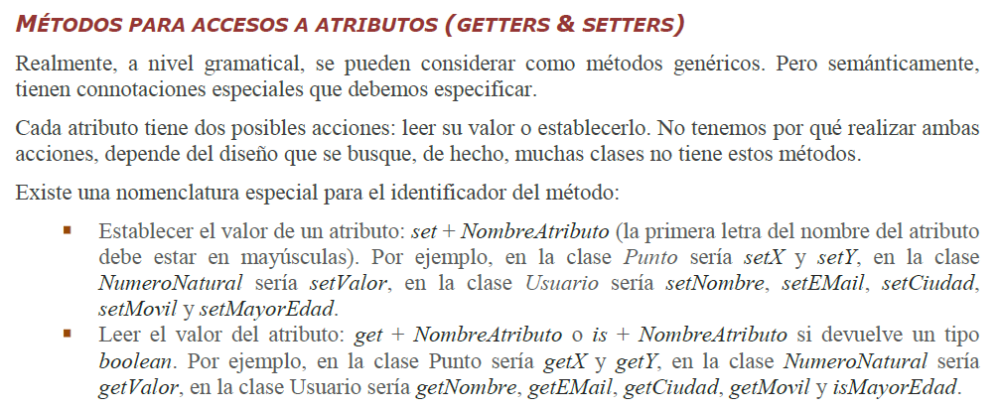 MÉTODOS PARA ACCESOS A ATRIBUTOS (GETTERS & SETTERS)
Realmente, a nivel gramatical, se pueden considerar como métodos genéricos. Pero semánticamente,
tienen connotaciones especiales que debemos especificar.
Cada atributo tiene dos posibles acciones: leer su valor o establecerlo. No tenemos por qué realizar ambas
acciones, depende del diseño que se busque, de hecho, muchas clases no tiene estos métodos.
Existe una nomenclatura especial para el identificador del método:
▪ Establecer el valor de un atributo: set + NombreAtributo (la primera letra del nombre del atributo
debe estar en mayúsculas). Por ejemplo, en la clase Punto sería setX y setY, en la clase
NumeroNatural sería setValor, en la clase Usuario sería setNombre, setEMail, setCiudad,
setMovil y setMayorEdad.
▪ Leer el valor del atributo: get + NombreAtributo o is + NombreAtributo si devuelve un tipo
boolean. Por ejemplo, en la clase Punto sería getX y getY, en la clase NumeroNatural sería
getValor, en la clase Usuario sería getNombre, getEMail, getCiudad, getMovil y isMayorEdad.